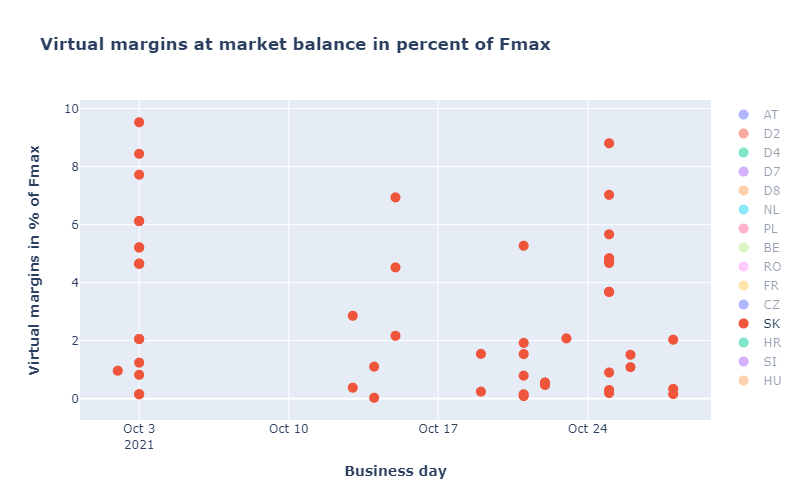 Virtual margins at market balance in percent of Fmax
Virtual margins in % of Fmax
10
8
6
4
2
0
Oct 3
2021
Oct 10
Oct 17
Oct 24
Business day
AT
D2
D4
D7
D8
NL
PL
BE
RO
FR
CZ
SK
HR
SI
HU